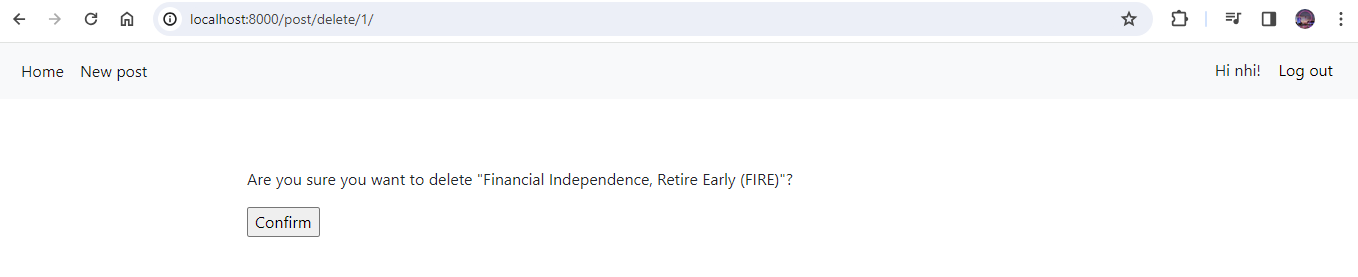 localhost:8000/post/delete/1/
Home New post Hi nhi! Log out
Are you sure you want to delete "Financial Independence, Retire Early (FIRE)"?
Confirm